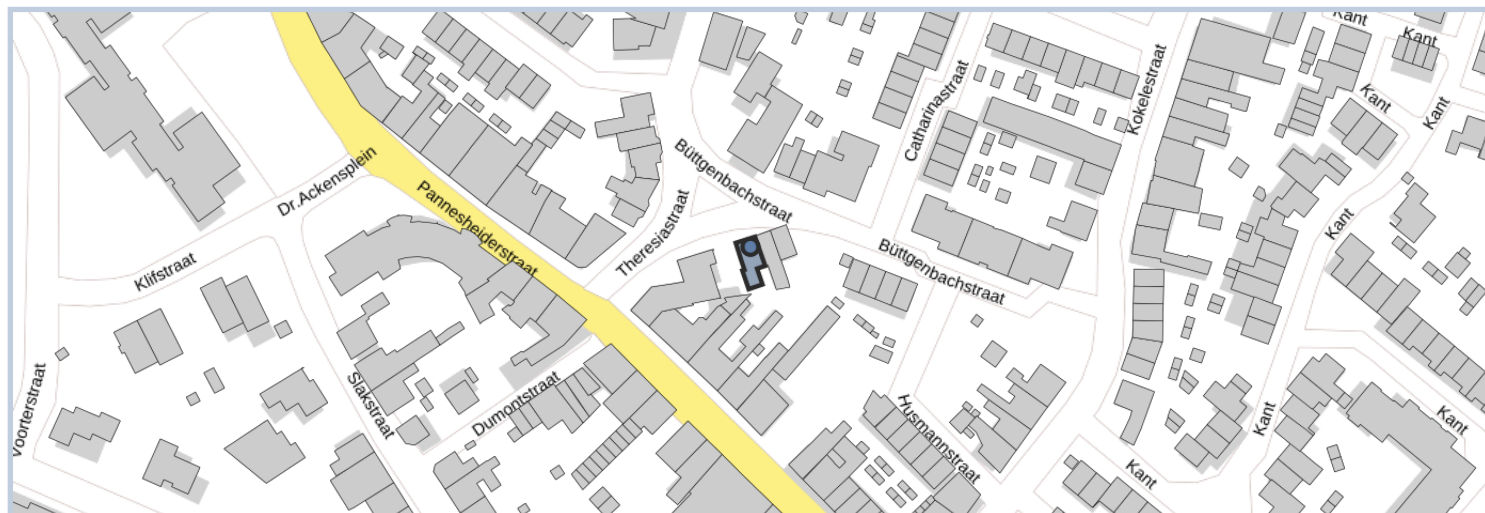 Kant
Kant
Kant
Kant
Kokelestraat
Catharinastraat
Büttgenbachstraat
Dr.Ackensplein
Pannesheiderstraat
Theresiastraat
Kant
Klifstraat
Büttgenbachstraat
Slakstraat
Dumontstraat
Voorterstraat
Husmannstraat
Kant
Kant
Kant